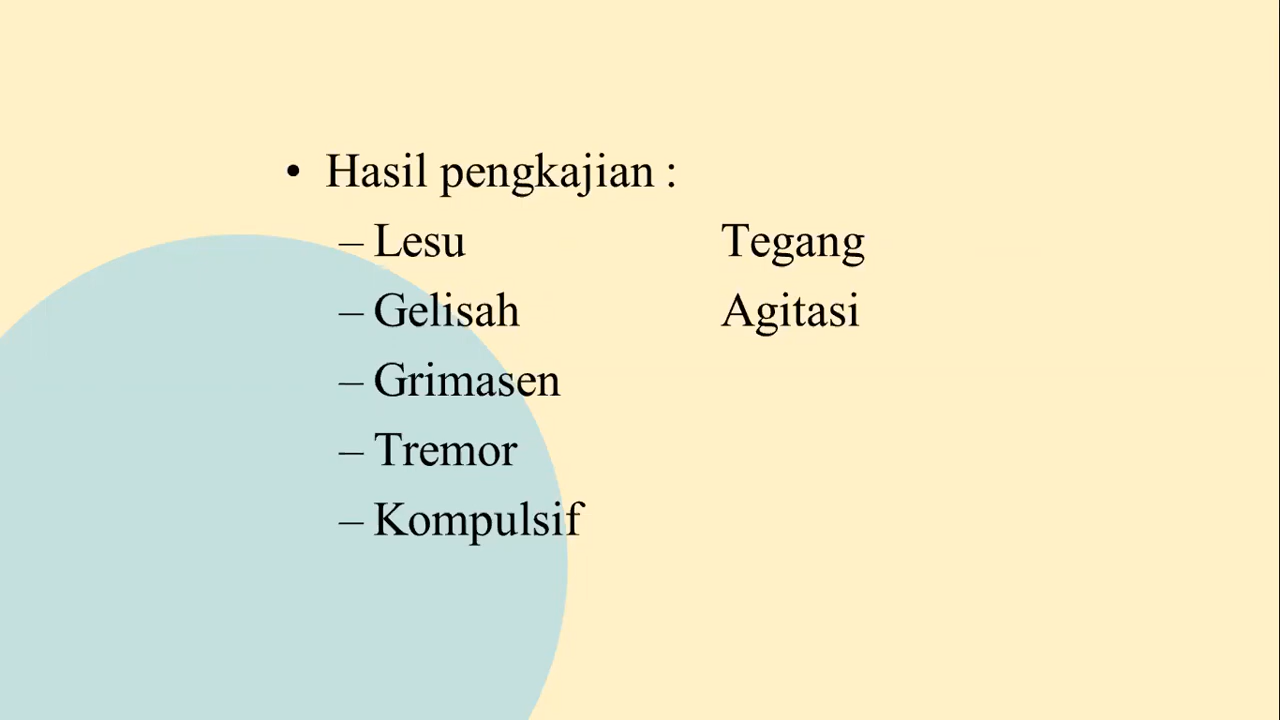 • Hasil pengkajian :
– Lesu Tegang
– Gelisah Agitasi
– Grimasen
– Tremor
– Kompulsif